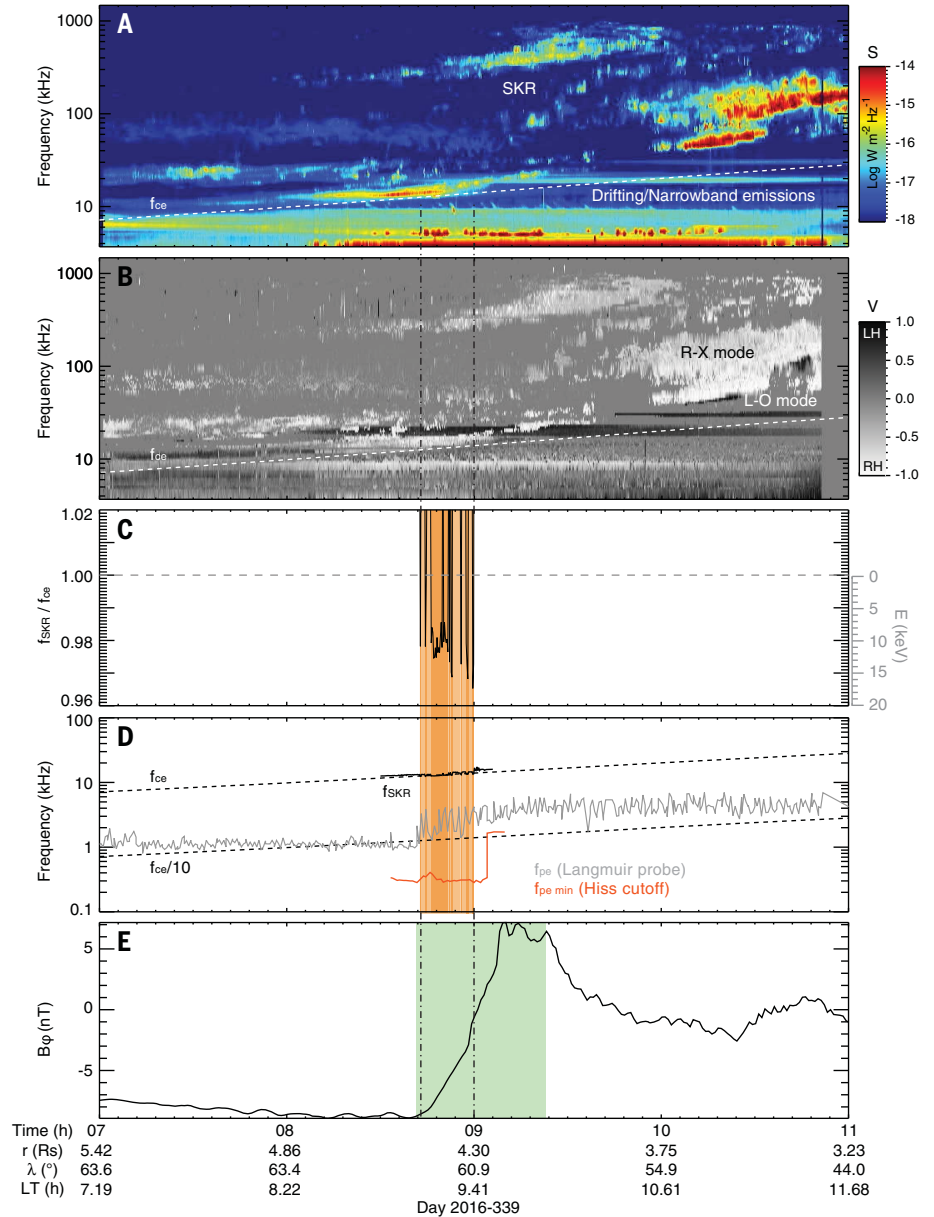 A
1000
100
10
Frequency (kHz)
SKR
fce
Drifting/Narrowband emissions
S
-14
-15
-16
-17
-18
Log W m-2 Hz-1
B
1000
100
10
Frequency (kHz)
R-X mode
L-O mode
fce
V
LH
1.0
0.5
0.0
-0.5
-1.0
RH
C
1.02
1.00
0.98
0.96
fSKR / fce
0
5
10
15
20
E (keV)
D
100
10
1
0.1
Frequency (kHz)
fce
fSKR
fce/10
fpe (Langmuir probe)
fpe min (Hiss cutoff)
E
5
0
-5
Bφ (nT)
Time (h) 07 08 09 10 11
r (Rs) 5.42 4.86 4.30 3.75 3.23
λ (°) 63.6 63.4 60.9 54.9 44.0
LT (h) 7.19 8.22 9.41 10.61 11.68
Day 2016-339